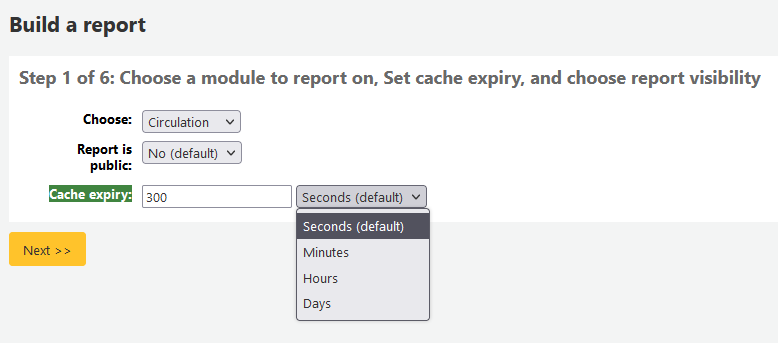 Build a report
Step 1 of 6: Choose a module to report on, Set cache expiry, and choose report visibility
Choose: Circulation
Report is public: No (default)
Cache expiry: 300 Seconds (default)
Seconds (default)
Minutes
Hours
Days
Next >>